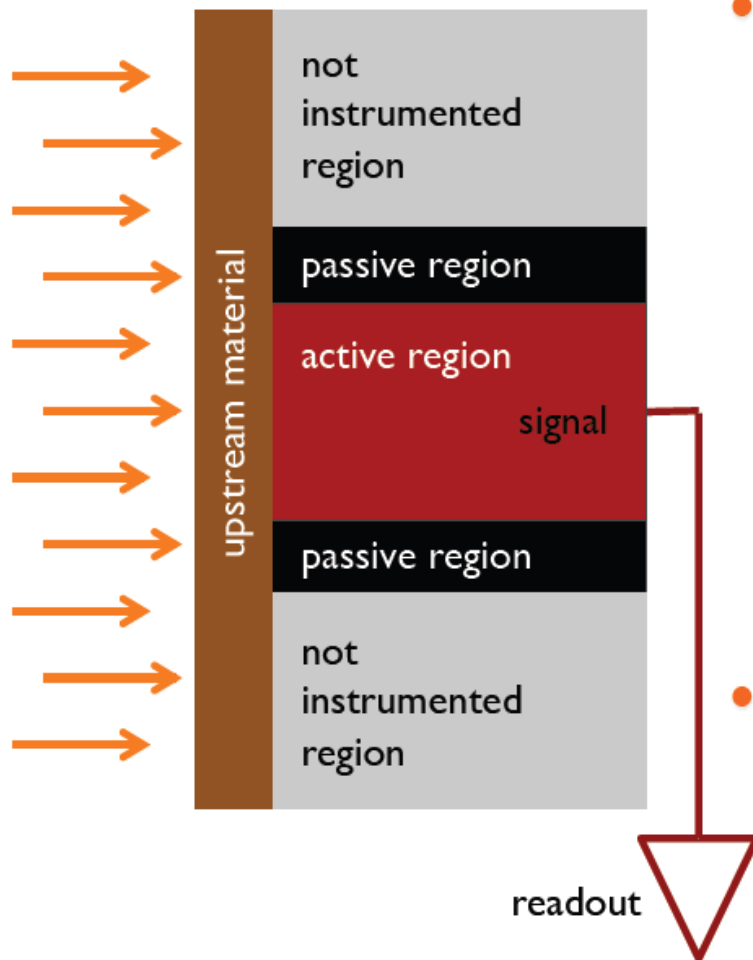 not
instrumented
region
passive region
upstream material
active region
signal
passive region
not
instrumented
region
readout